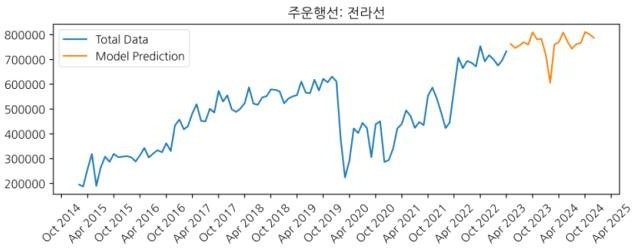 주운행선: 전라선
Total Data
Model Prediction
800000
700000
600000
500000
400000
300000
200000
Oct 2014
Apr 2015
Oct 2015
Apr 2016
Oct 2016
Apr 2017
Oct 2017
Apr 2018
Oct 2018
Apr 2019
Oct 2019
Apr 2020
Oct 2020
Apr 2021
Oct 2021
Apr 2022
Oct 2022
Apr 2023
Oct 2023
Apr 2024
Oct 2024
Apr 2025